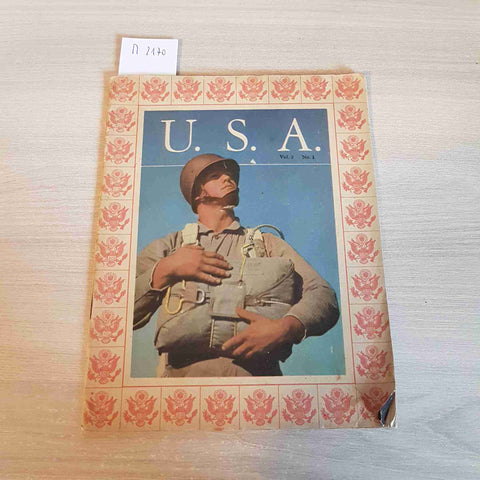 П 2170
U. S. A.
Vol. 2 No. 1